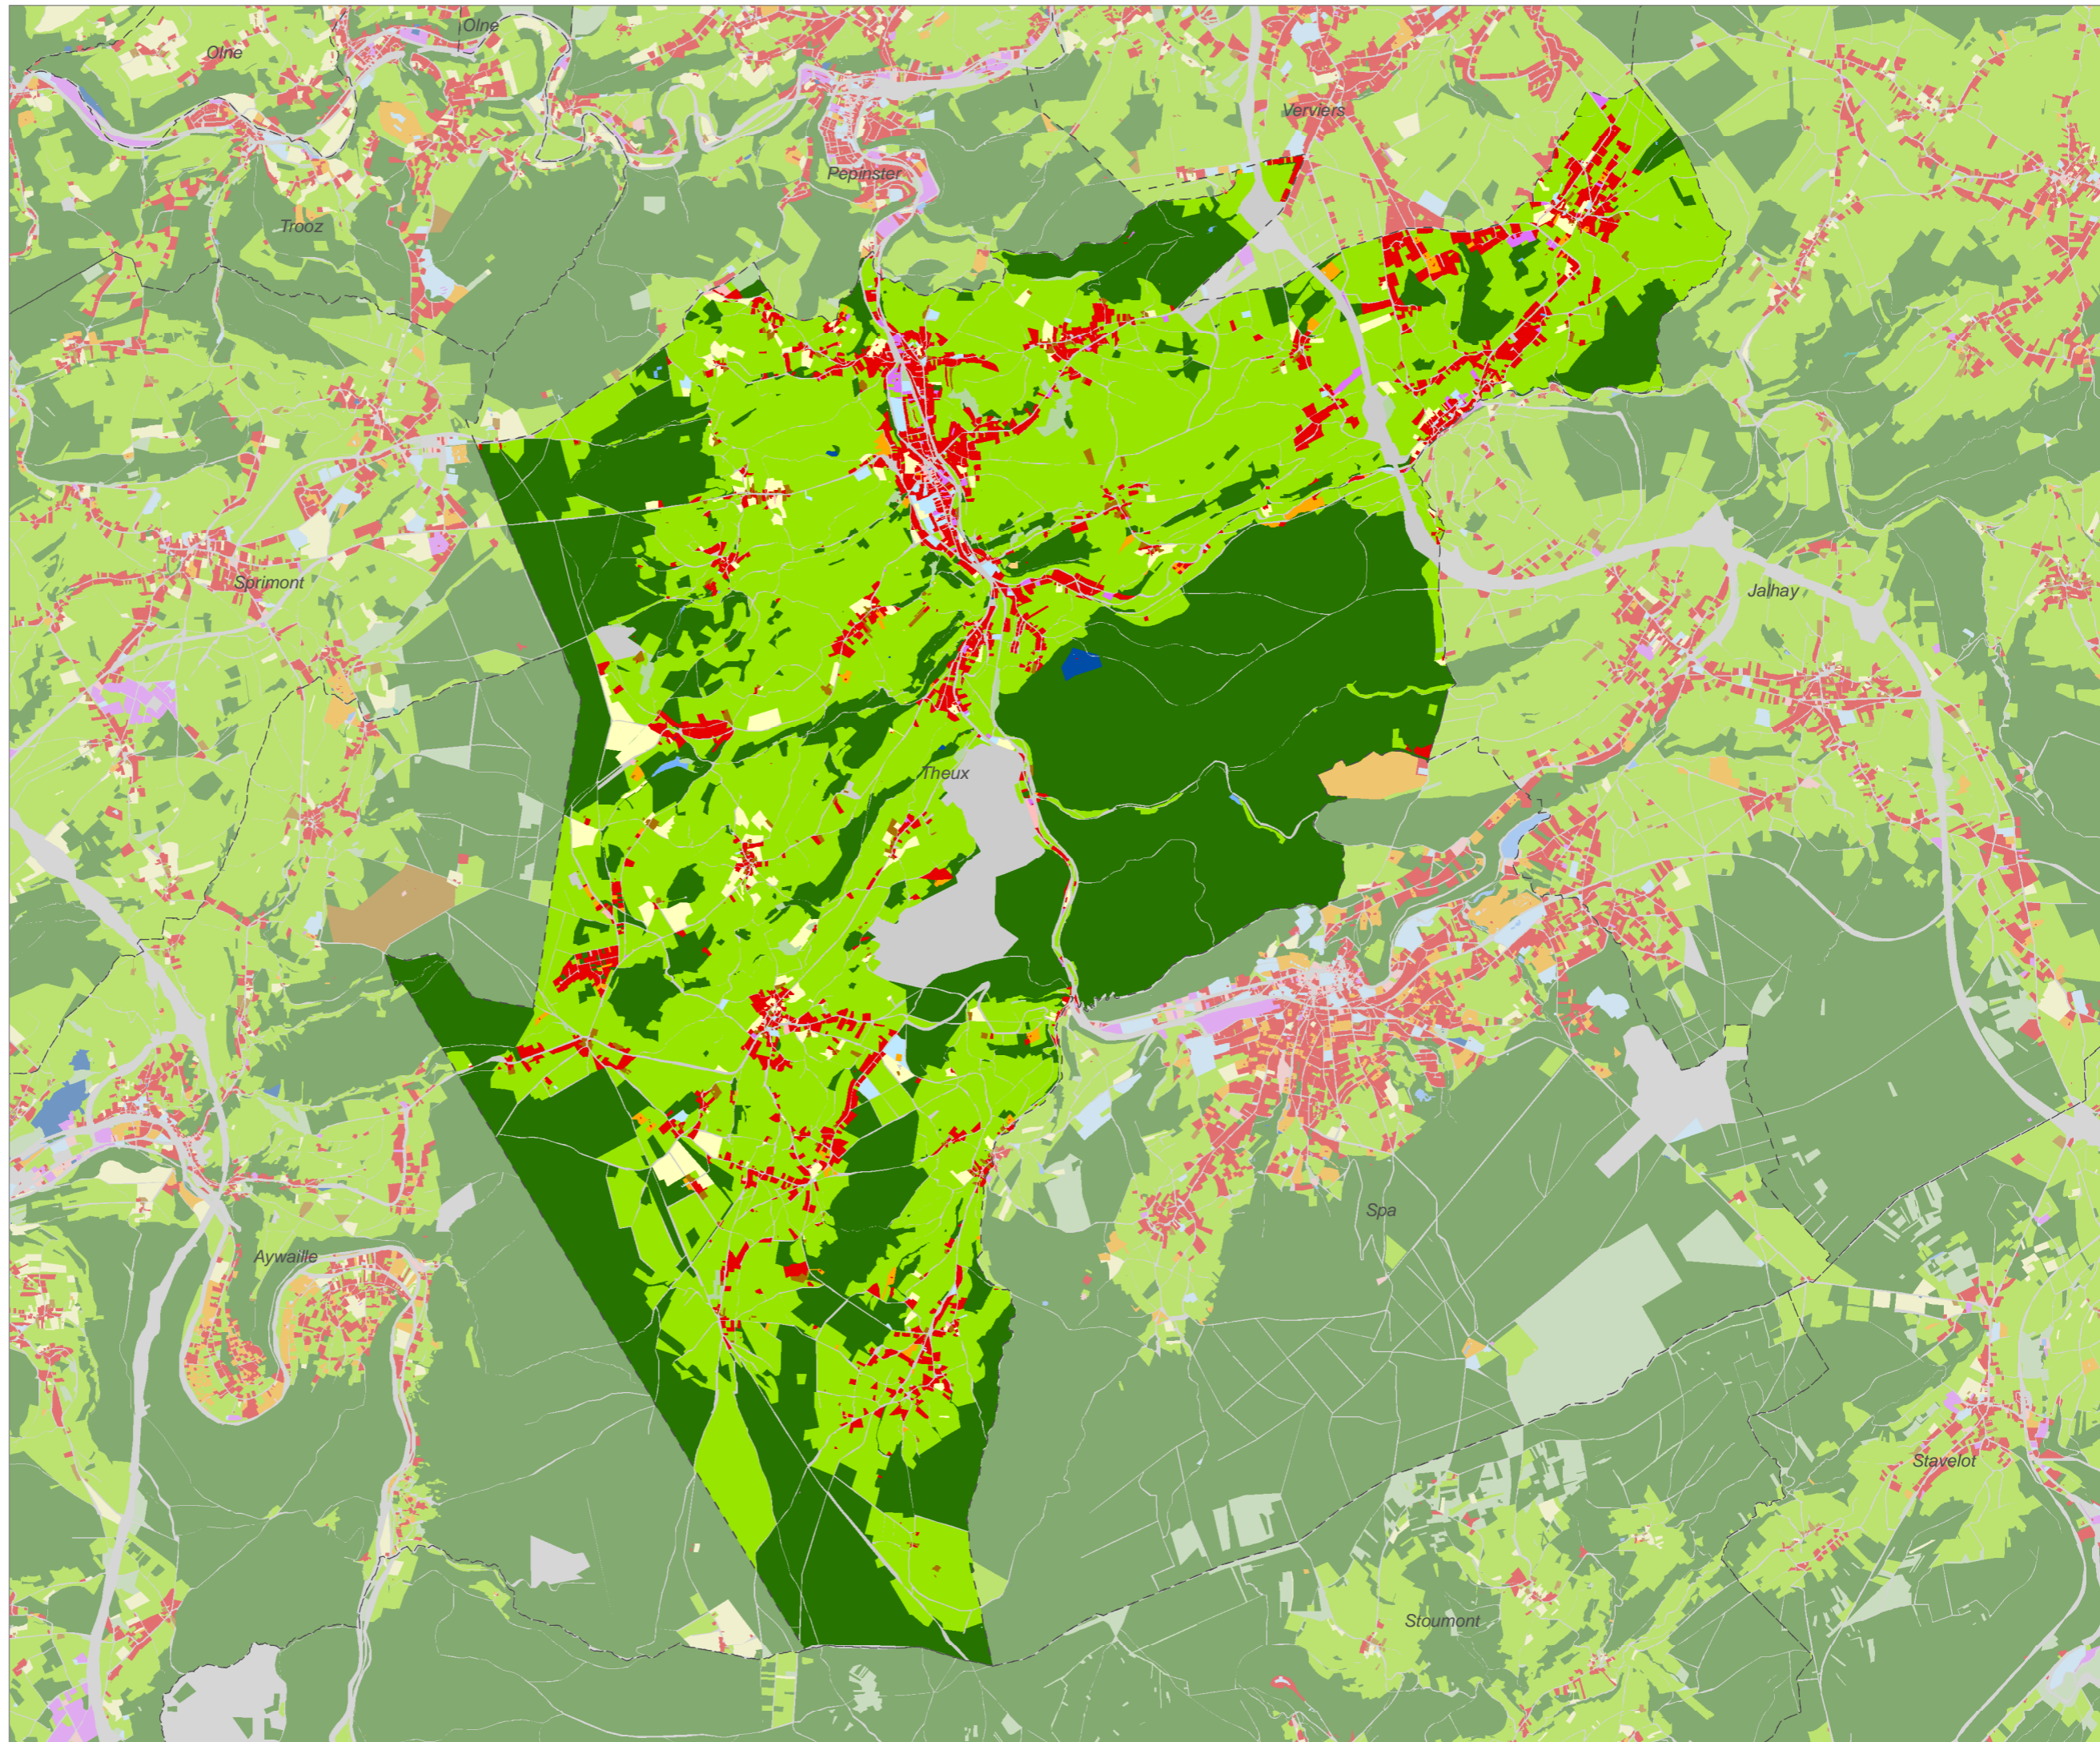 Olne
Olne
Verviers
Pepinster
Trooz
Sprimont
Jalhay
Theux
Spa
Aywaille
Stavelot
Stoumont